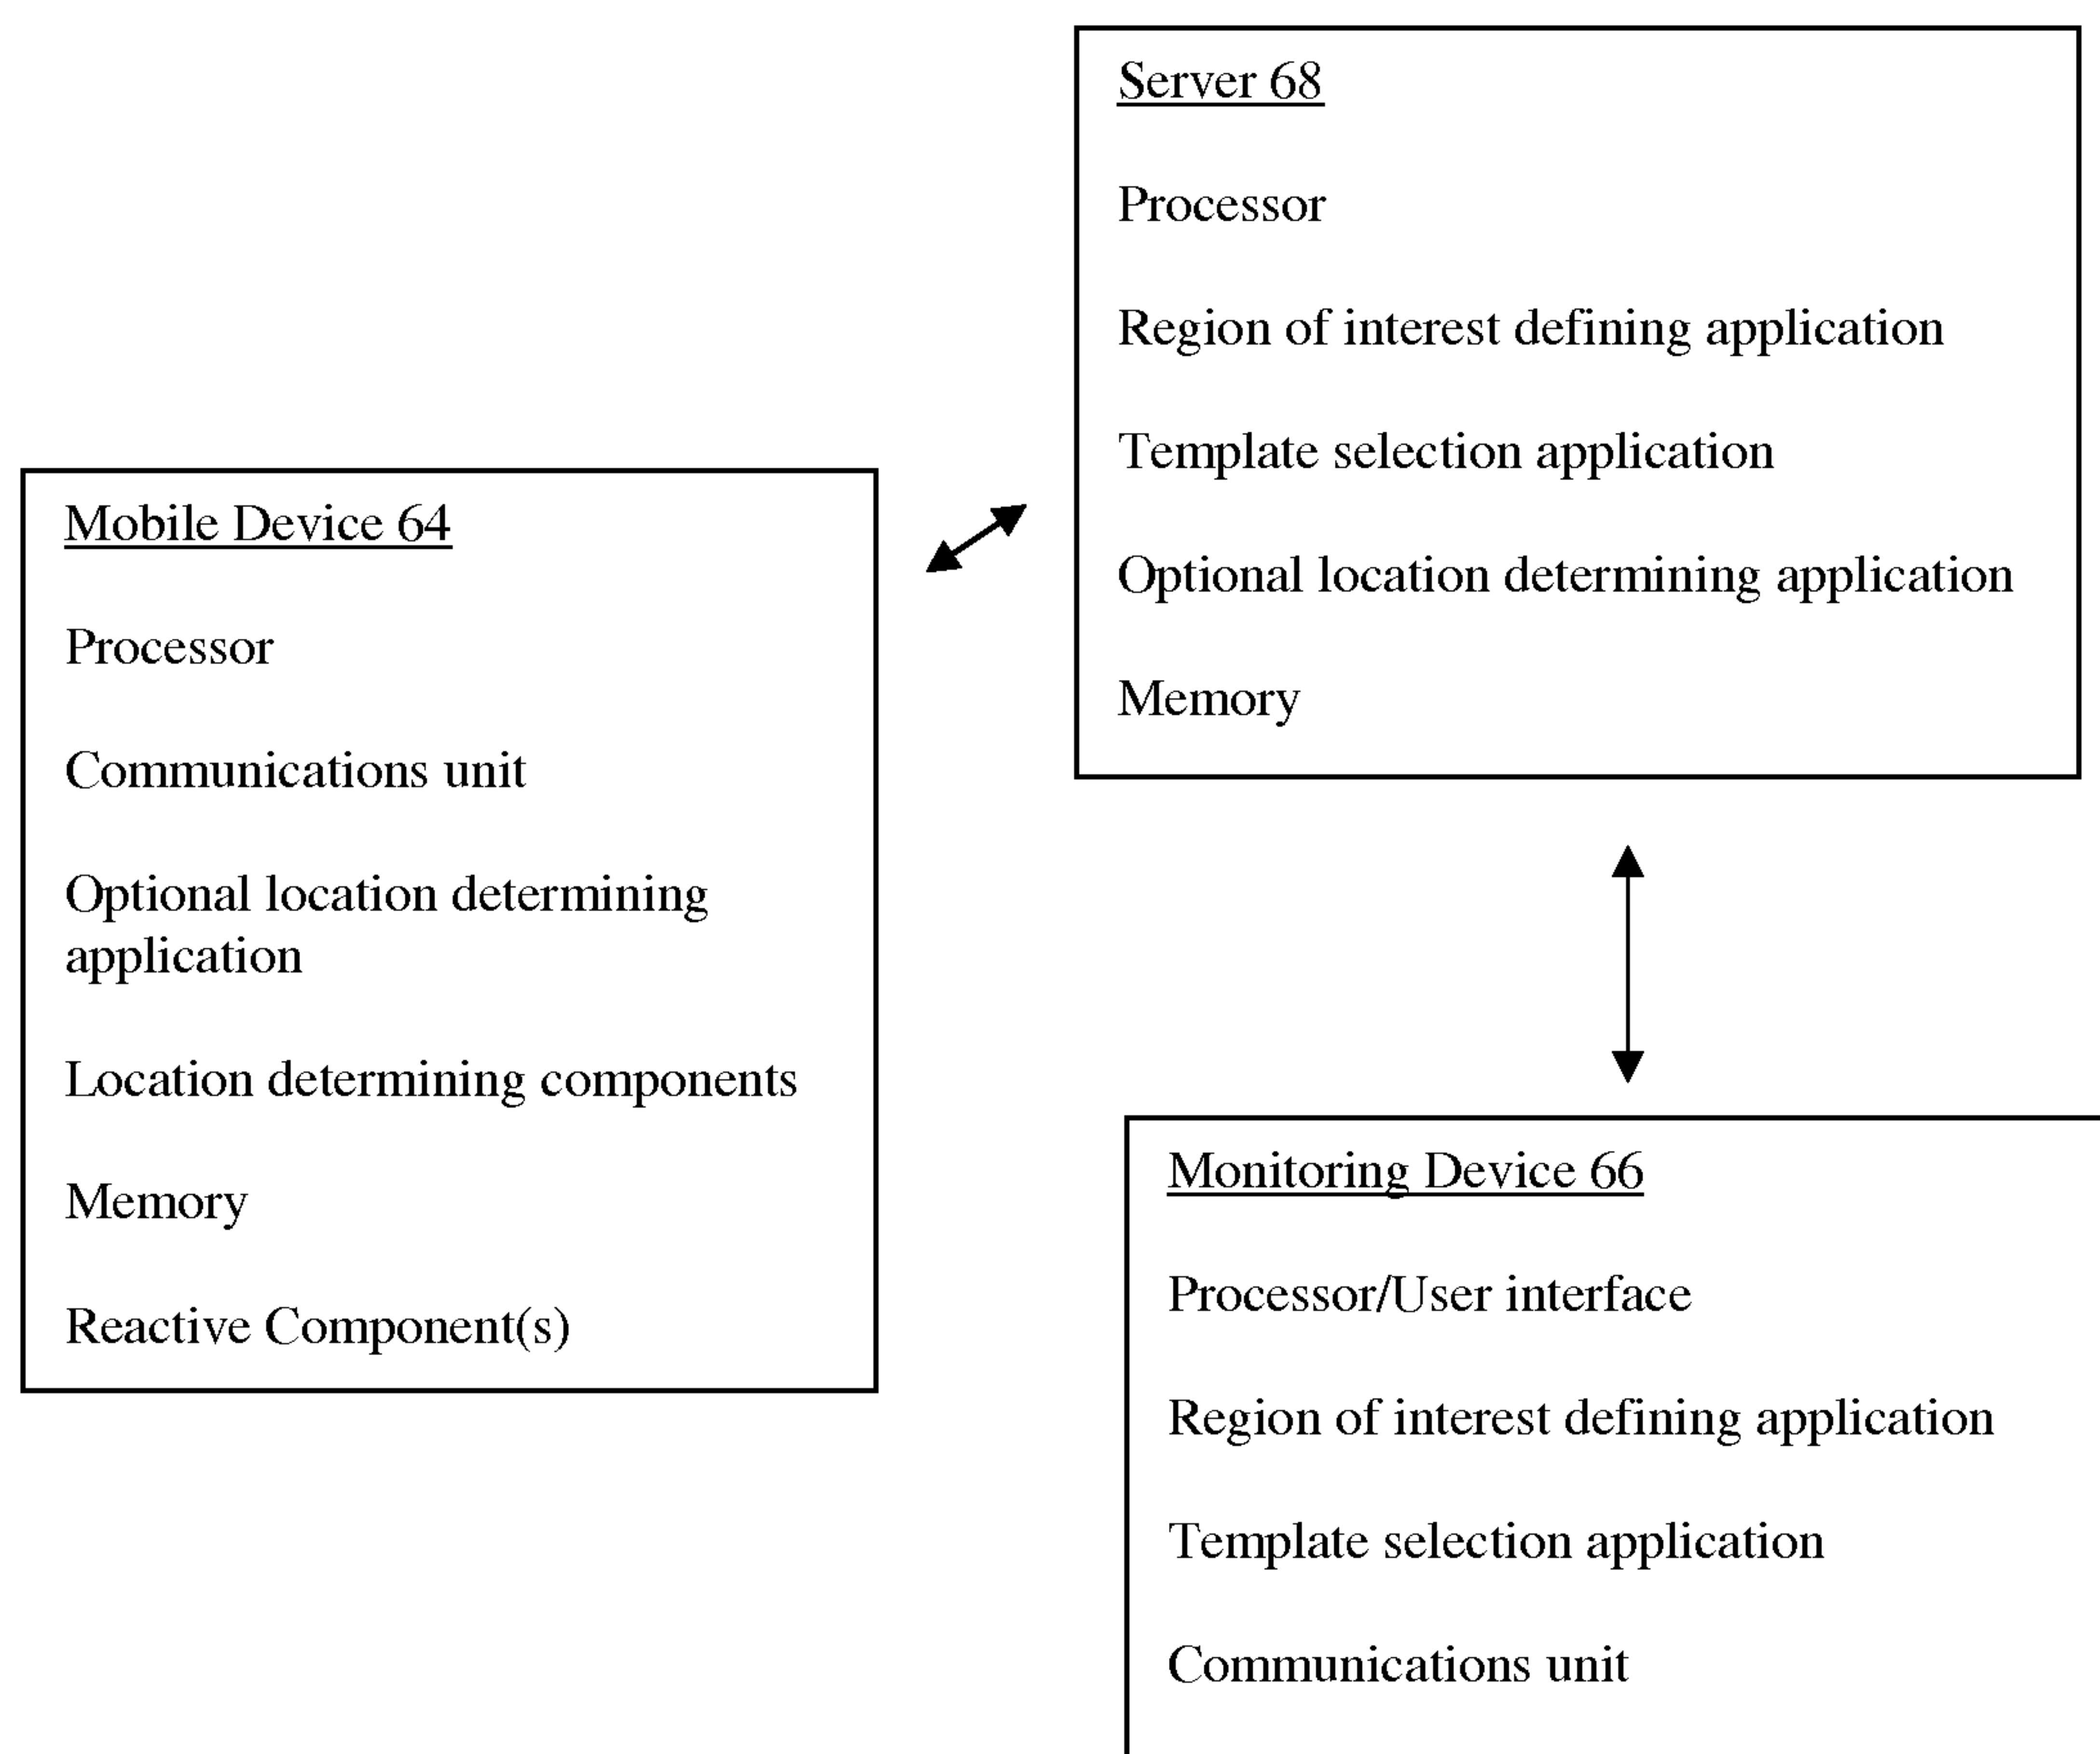 Server 68
Processor
Region of interest defining application
Template selection application
Optional location determining application
Memory
Mobile Device 64
Processor
Communications unit
Optional location determining
application
Location determining components
Memory
Reactive Component(s)
Monitoring Device 66
Processor/User interface
Region of interest defining application
Template selection application
Communications unit